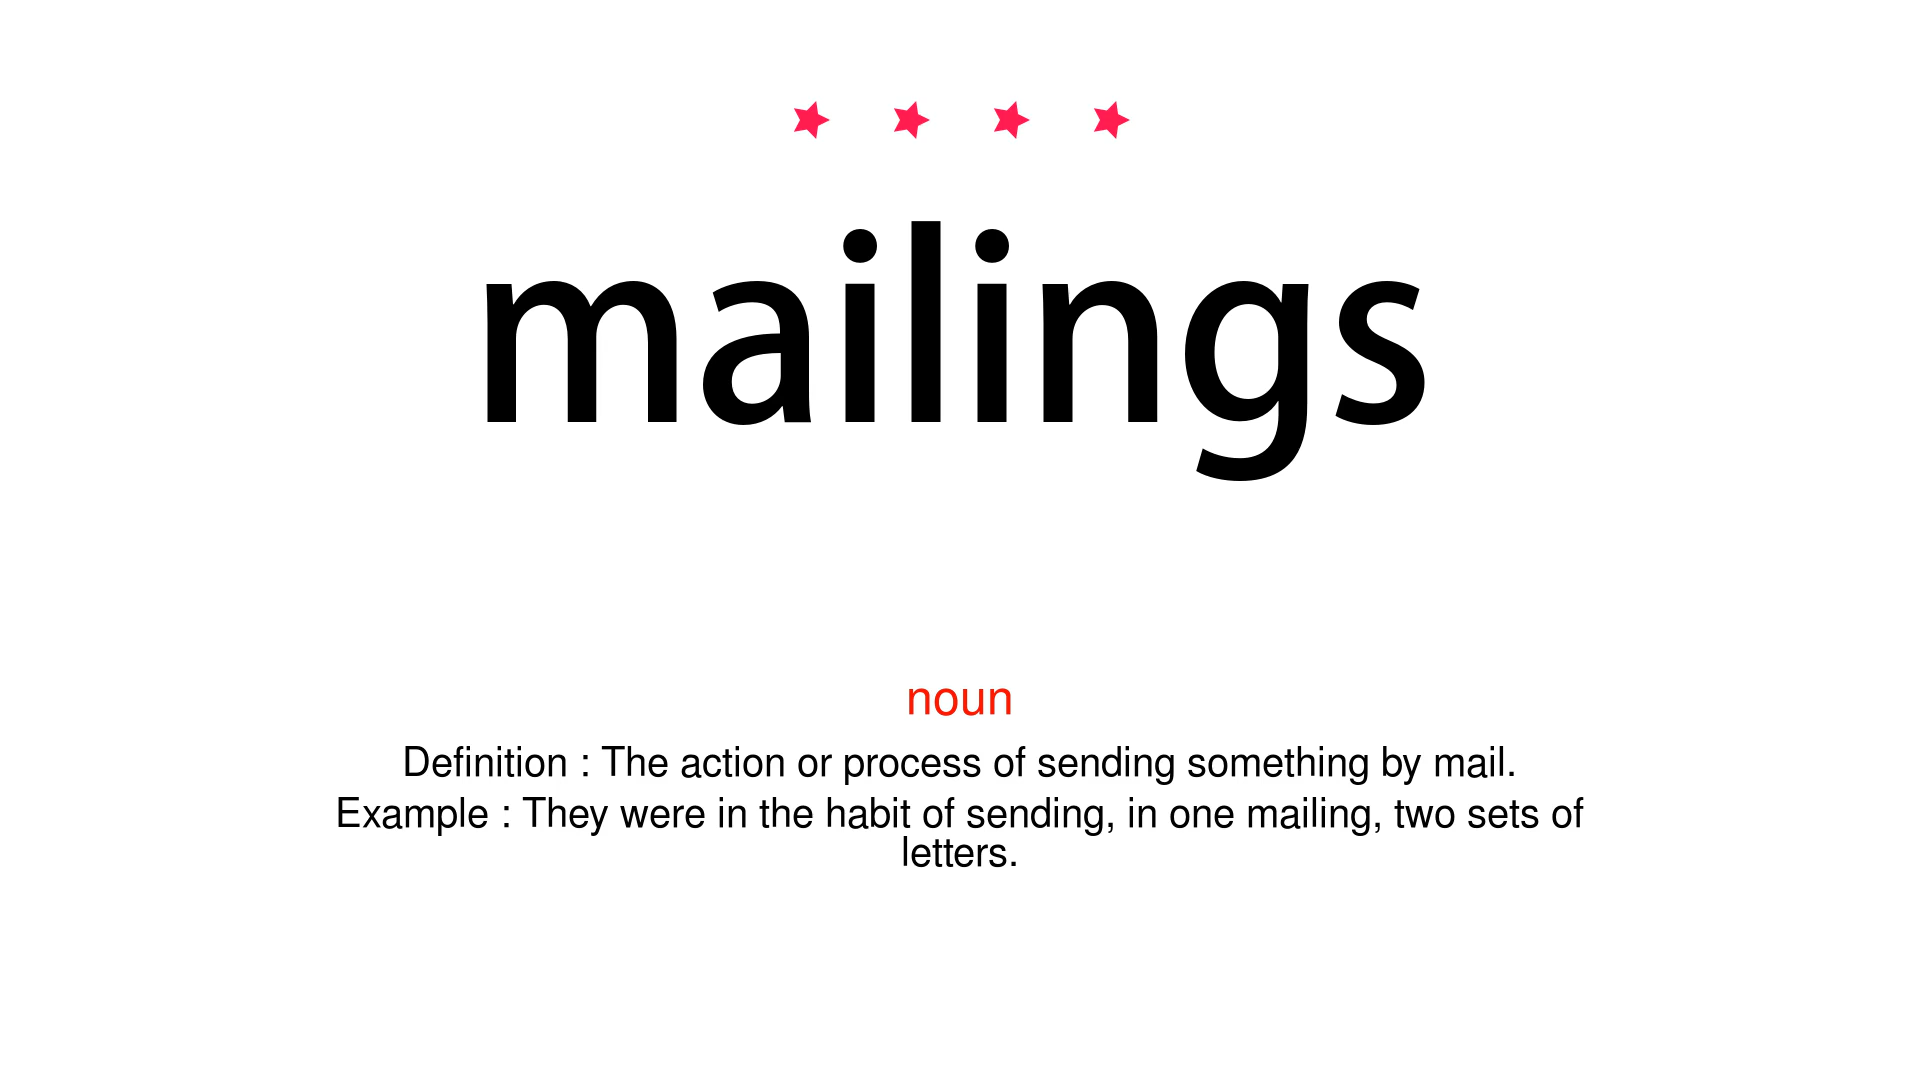 mailings
noun
Definition : The action or process of sending something by mail.
Example : They were in the habit of sending, in one mailing, two sets of
letters.